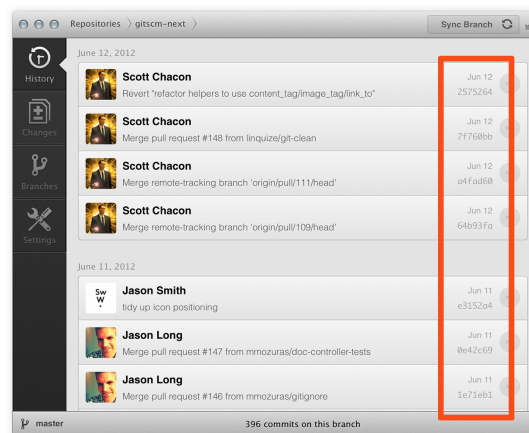 Repositories gitscm-next
Sync Branch
History
Changes
Branches
Settings
June 12, 2012
Scott Chacon
Revert "refactor helpers to use content_tag/image_tag/link_to"
Jun 12
2575264
Scott Chacon
Merge pull request #148 from linquize/git-clean
Jun 12
7f760bb
Scott Chacon
Merge remote-tracking branch 'origin/pull/111/head'
Jun 12
a4fad60
Scott Chacon
Merge remote-tracking branch 'origin/pull/109/head'
Jun 12
64b93fa
June 11, 2012
Sw
W
.
Jason Smith
tidy up icon positioning
Jun 11
e3152a4
Jason Long
Merge pull request #147 from mmozuras/doc-controller-tests
Jun 11
0e42c69
Jason Long
Merge pull request #146 from mmozuras/gitignore
Jun 11
1e71eb1
master
396 commits on this branch